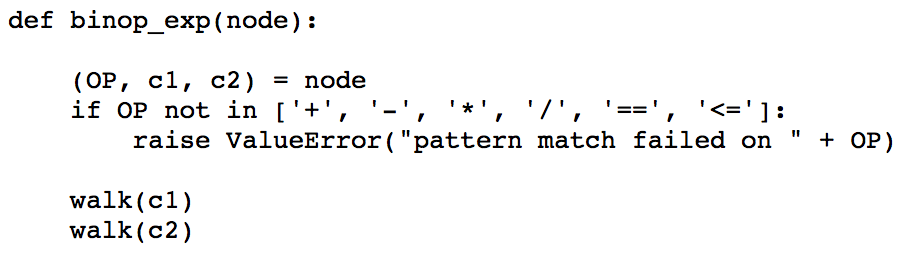 def binop_exp(node):
    (OP, c1, c2) = node
    if OP not in ['+', '-', '*', '/', '==', '<=']:
        raise ValueError("pattern match failed on " + OP)
    walk(c1)
    walk(c2)